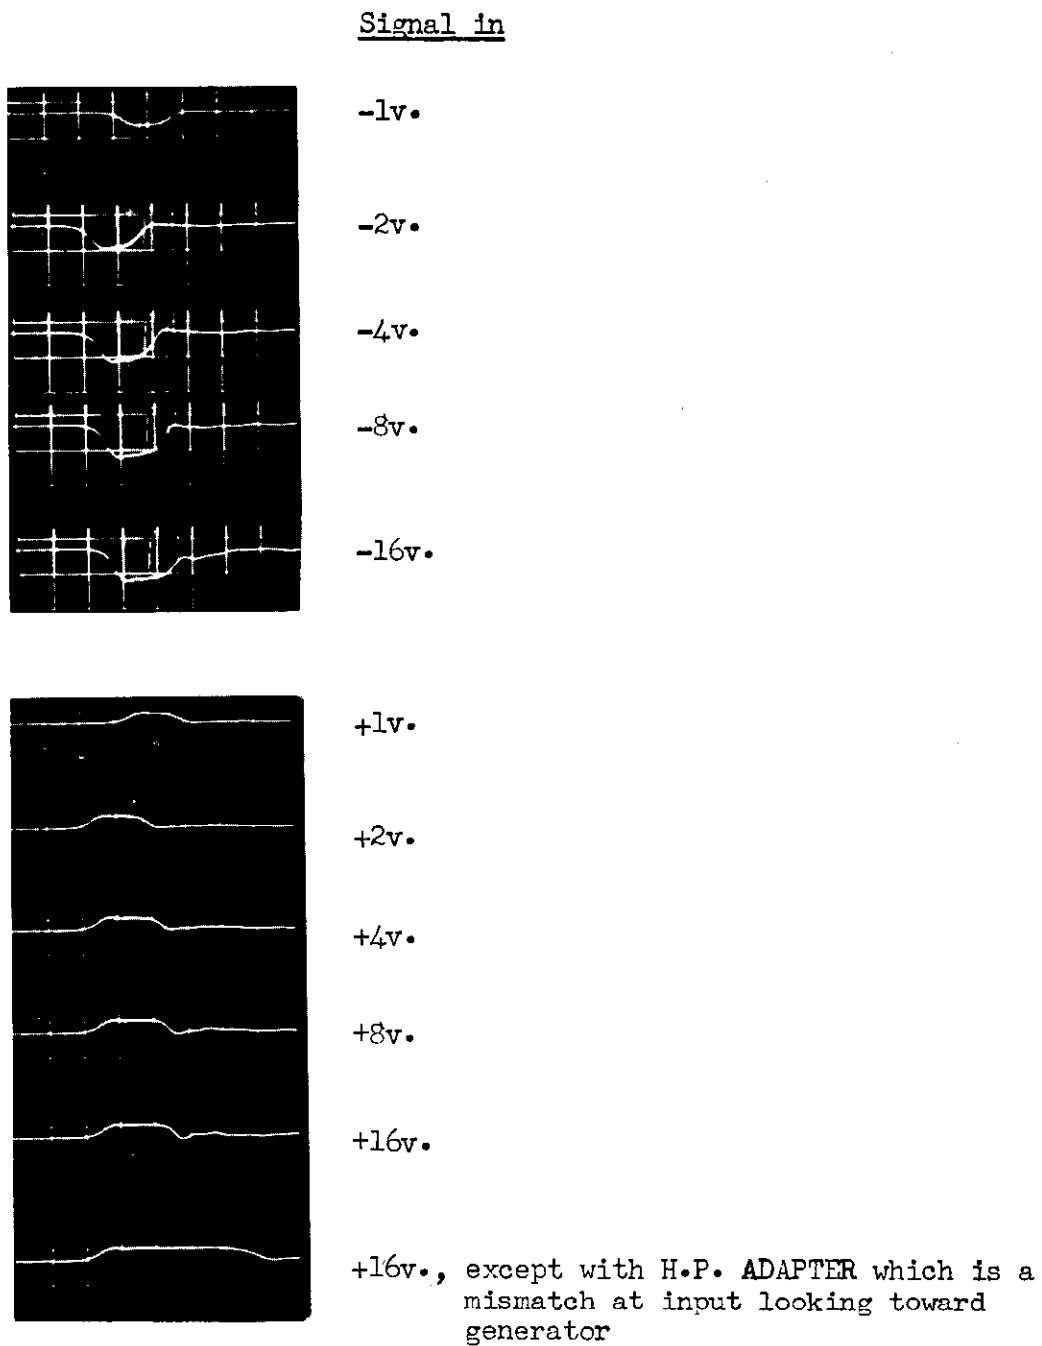 Signal in
-1v.
-2v.
-4v.
-8v.
-16v.
+1v.
+2v.
+4v.
+8v.
+16v.
+16v., except with H.P. ADAPTER which is a
mismatch at input looking toward
generator